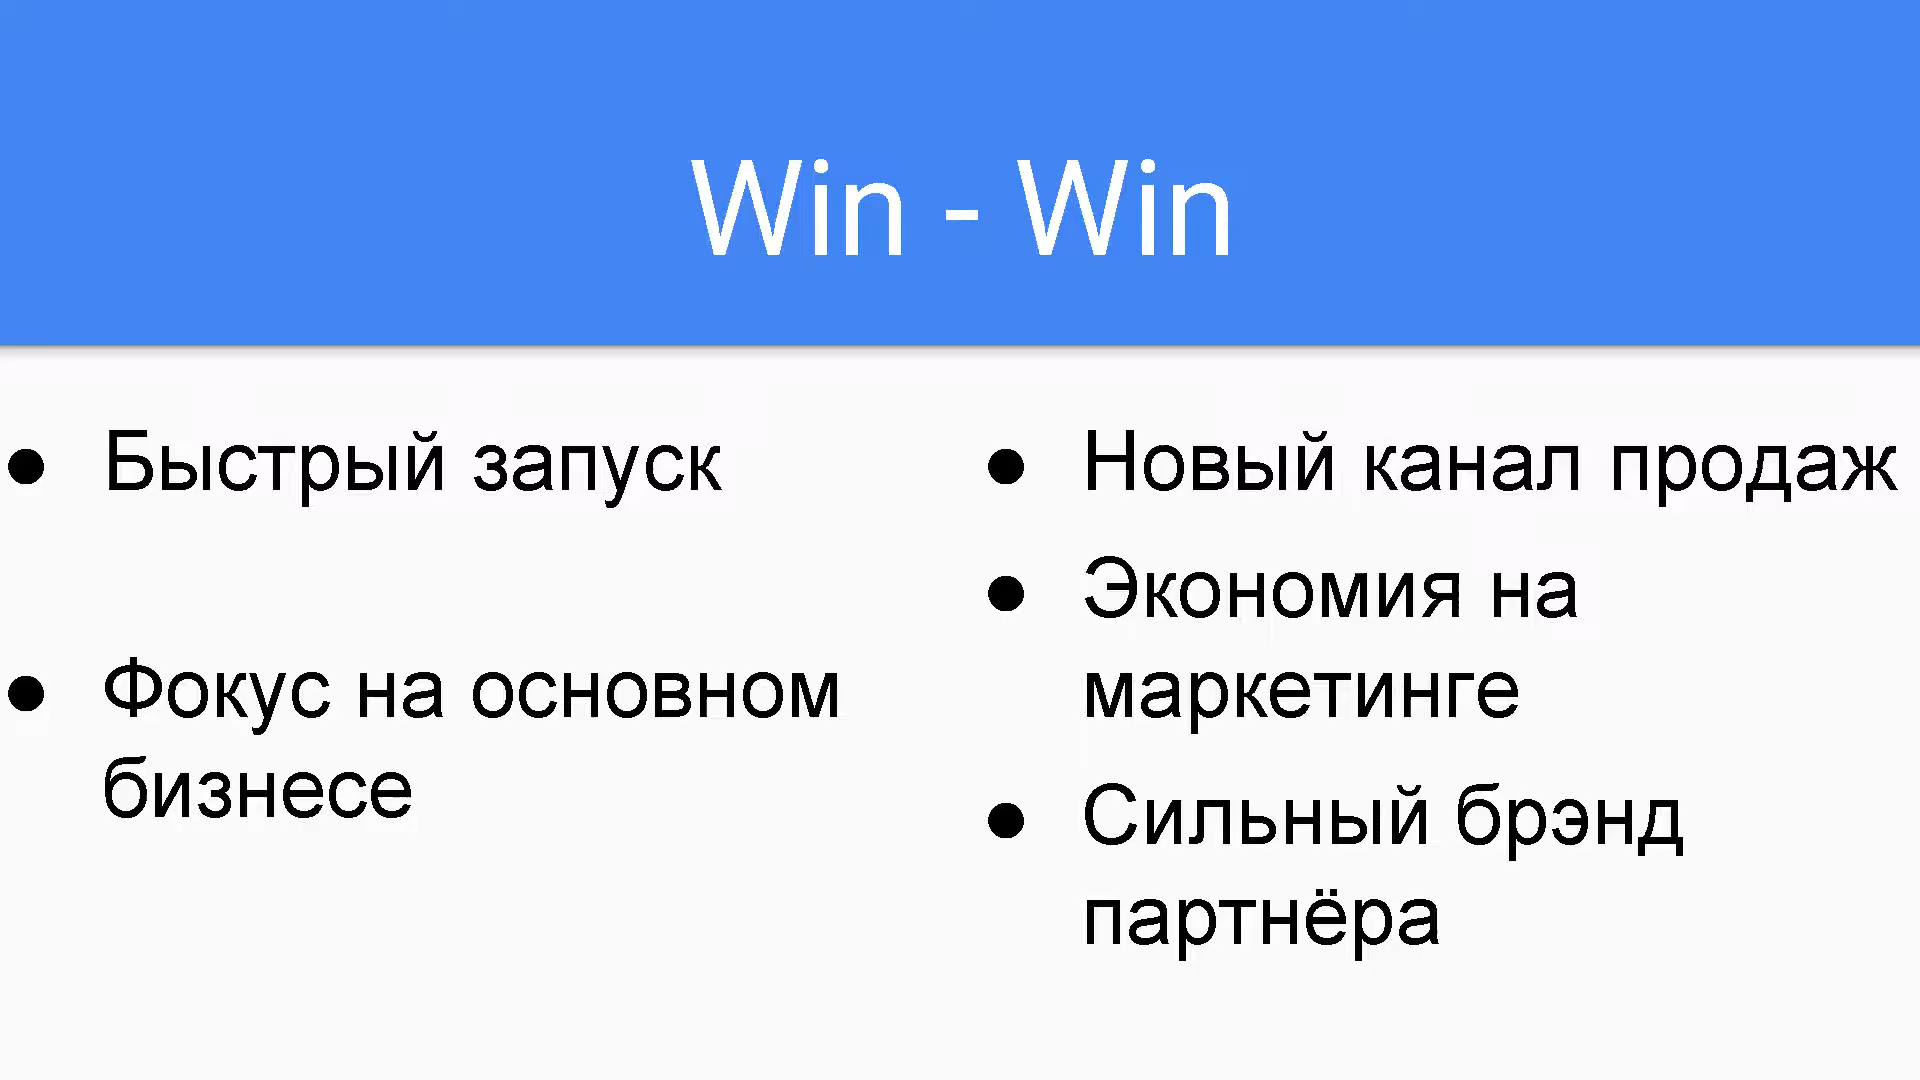 Win - Win
● Быстрый запуск
● Фокус на основном
бизнесе
● Новый канал продаж
● Экономия на
маркетинге
● Сильный брэнд
партнёра